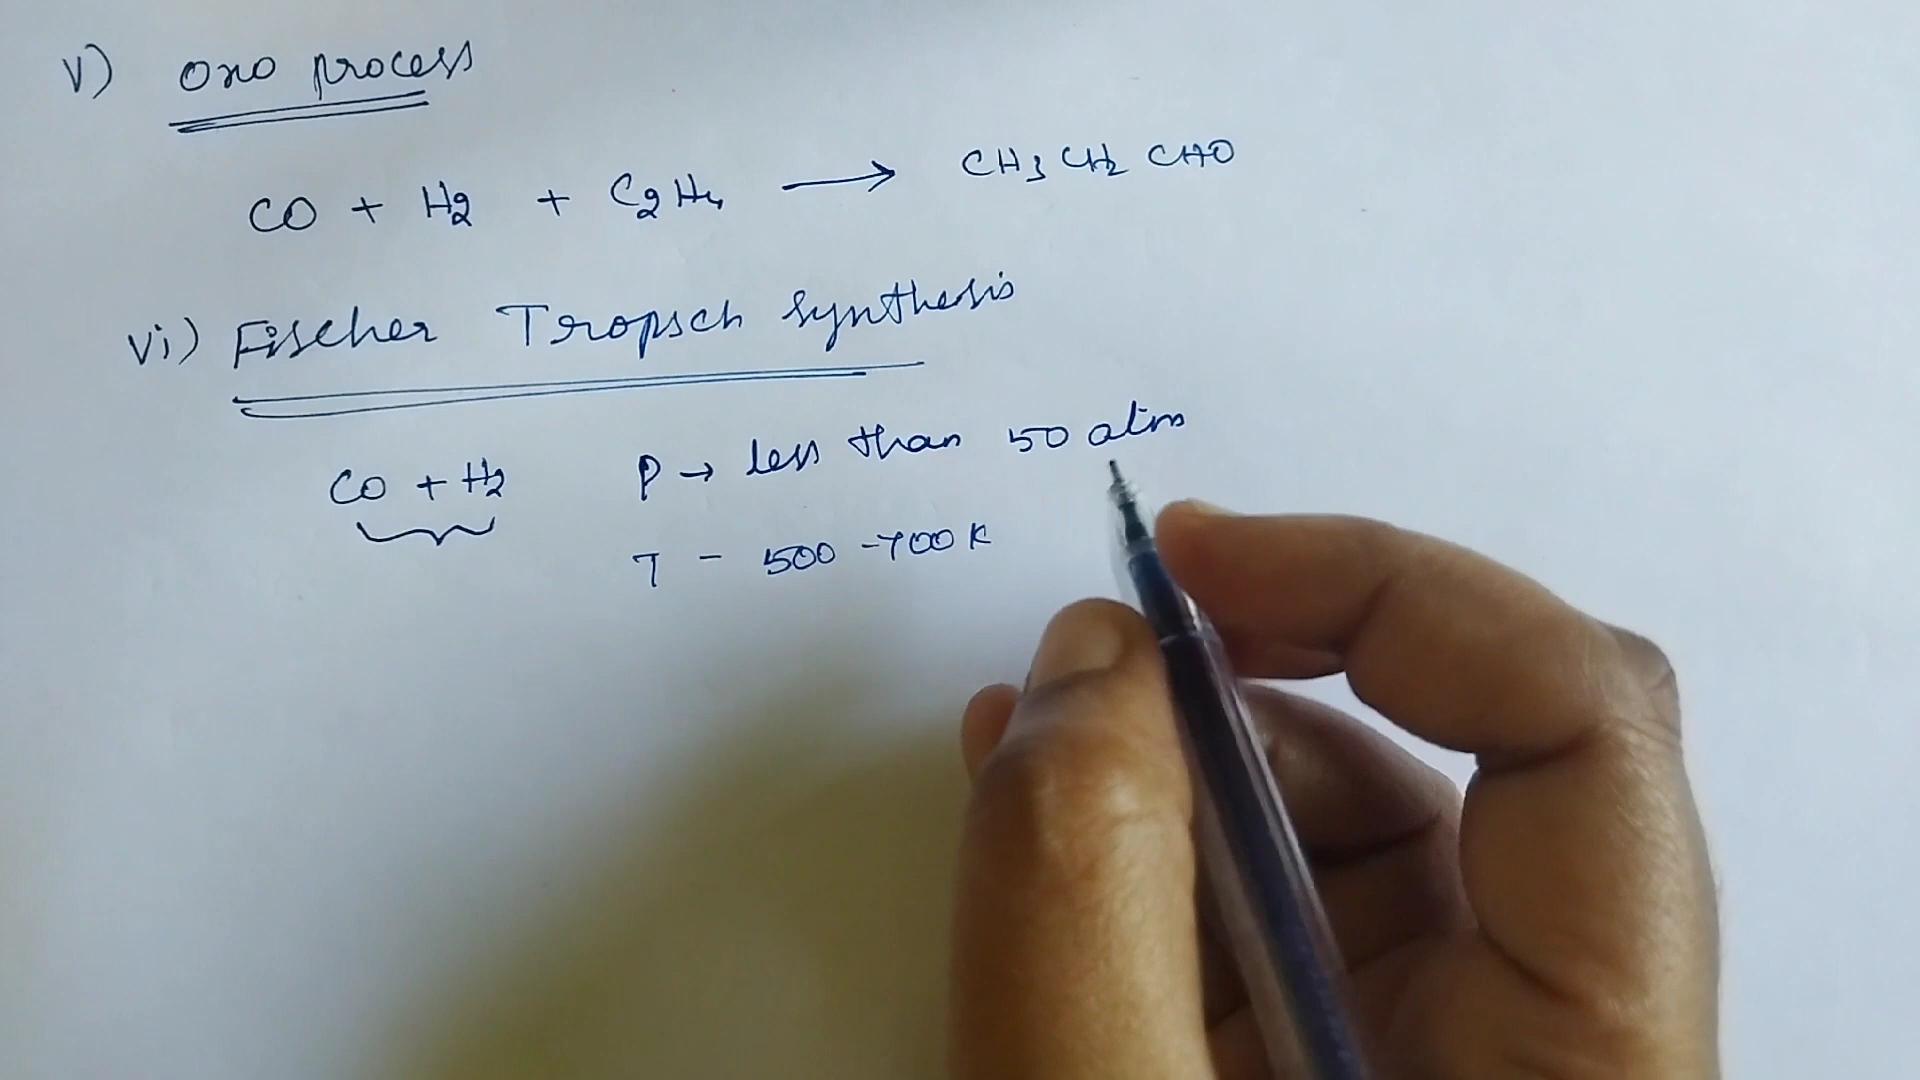 v) Oxo process
CO + H2 + C2H4 → CH3 CH2 CHO
vi) Fischer Tropsch Synthesis
CO + H2 P → less than 50 atm
T - 500 - 700 K